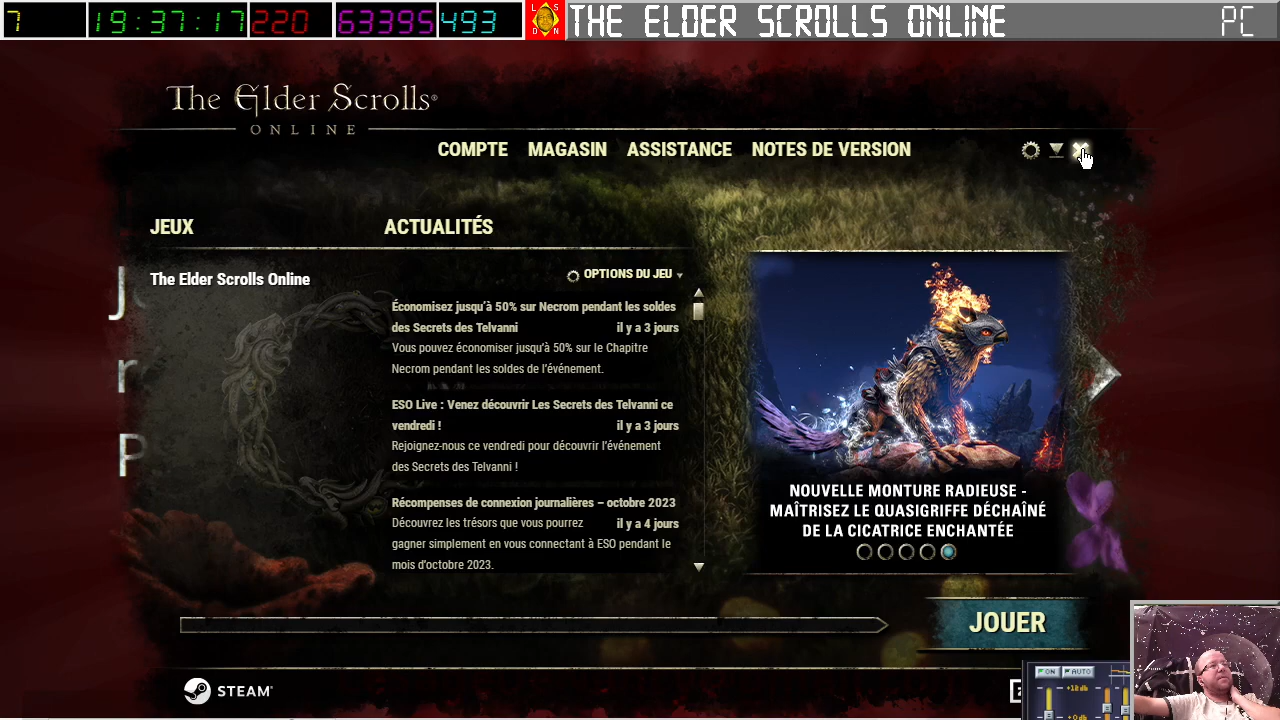 7 19:37:17 220 63395 493 L S D N THE ELDER SCROLLS ONLINE PC
The Elder Scrolls®
ONLINE
COMPTE MAGASIN ASSISTANCE NOTES DE VERSION
JEUX
ACTUALITÉS
The Elder Scrolls Online
OPTIONS DU JEU
Économisez jusqu'à 50% sur Necrom pendant les soldes
des Secrets des Telvanni il y a 3 jours
Vous pouvez économiser jusqu'à 50% sur le Chapitre
Necrom pendant les soldes de l'événement.
ESO Live : Venez découvrir Les Secrets des Telvanni ce
vendredi ! il y a 3 jours
Rejoignez-nous ce vendredi pour découvrir l'événement
des Secrets des Telvanni !
Récompenses de connexion journalières – octobre 2023
Découvrez les trésors que vous pourrez il y a 4 jours
gagner simplement en vous connectant à ESO pendant le
mois d'octobre 2023.
NOUVELLE MONTURE RADIEUSE -
MAÎTRISEZ LE QUASIGRIFFE DÉCHAÎNÉ
DE LA CICATRICE ENCHANTÉE
JOUER
STEAM
ON AUTO
+12db
+0db